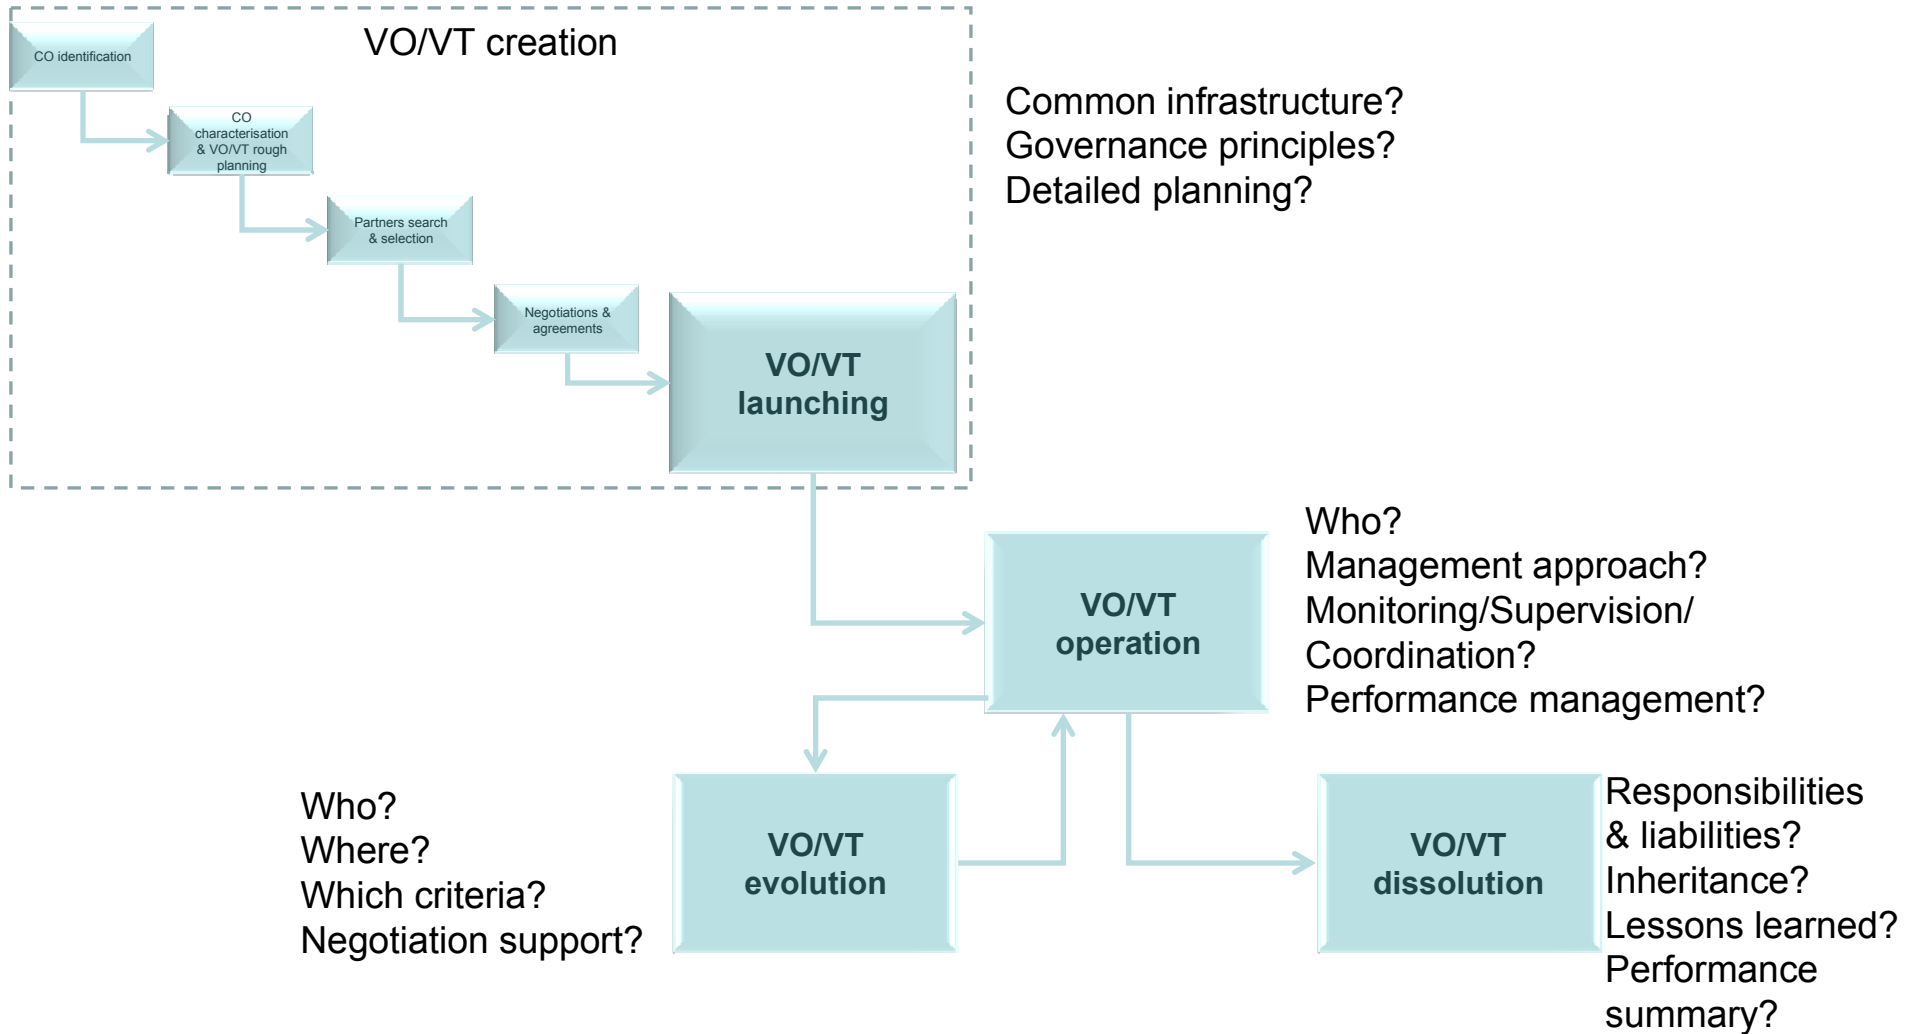 VO/VT creation
CO identification
CO
characterisation
& VO/VT rough
planning
Partners search
& selection
Negotiations &
agreements
VO/VT
launching
Common infrastructure?
Governance principles?
Detailed planning?
VO/VT
operation
Who?
Management approach?
Monitoring/Supervision/
Coordination?
Performance management?
Who?
Where?
Which criteria?
Negotiation support?
VO/VT
evolution
VO/VT
dissolution
Responsibilities
& liabilities?
Inheritance?
Lessons learned?
Performance
summary?